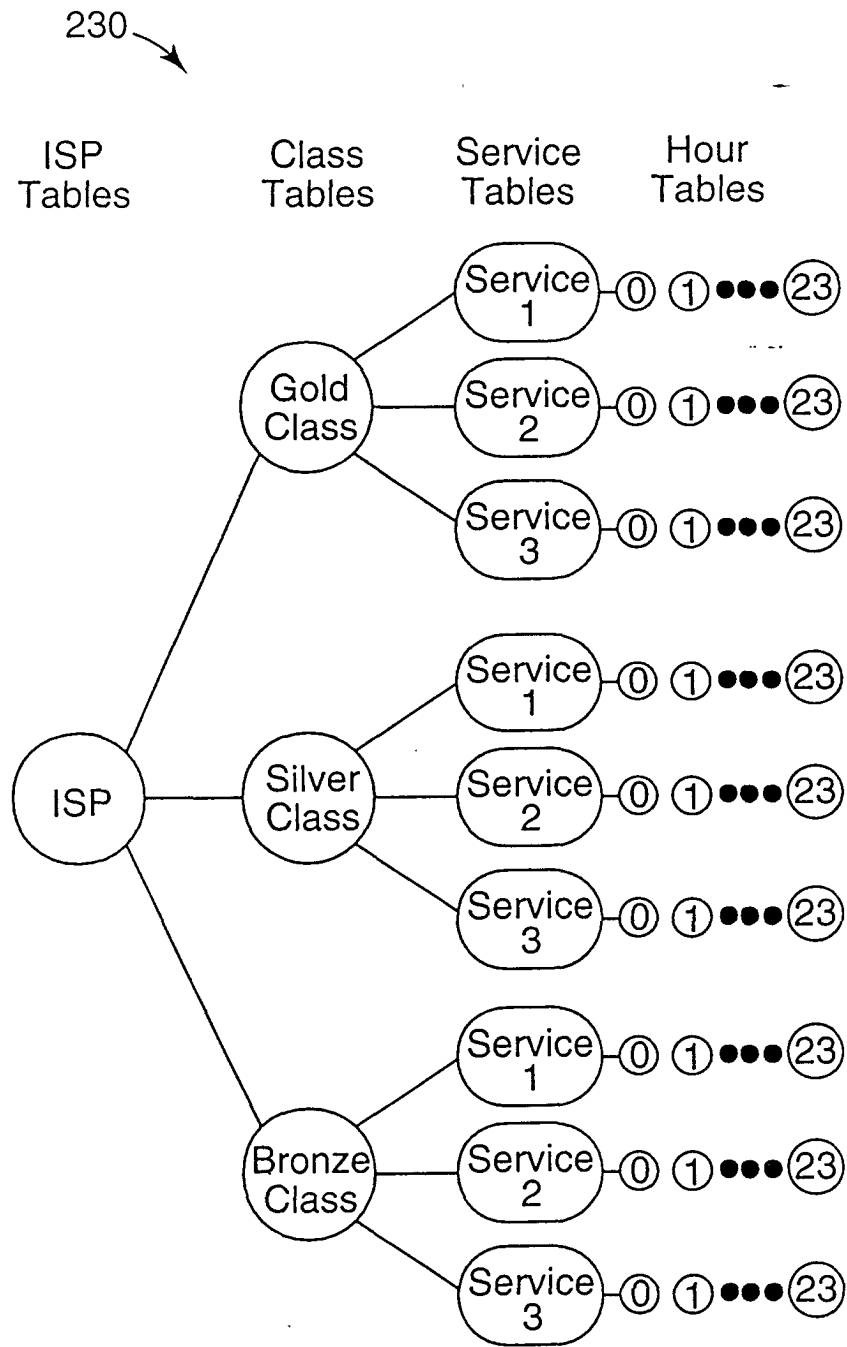 230
ISP
Tables
Class
Tables
Service
Tables
Hour
Tables
Service
1
0 1 23
Gold
Class
Service
2
0 1 23
Service
3
0 1 23
Service
1
0 1 23
ISP
Silver
Class
Service
2
0 1 23
Service
3
0 1 23
Service
1
0 1 23
Bronze
Class
Service
2
0 1 23
Service
3
0 1 23